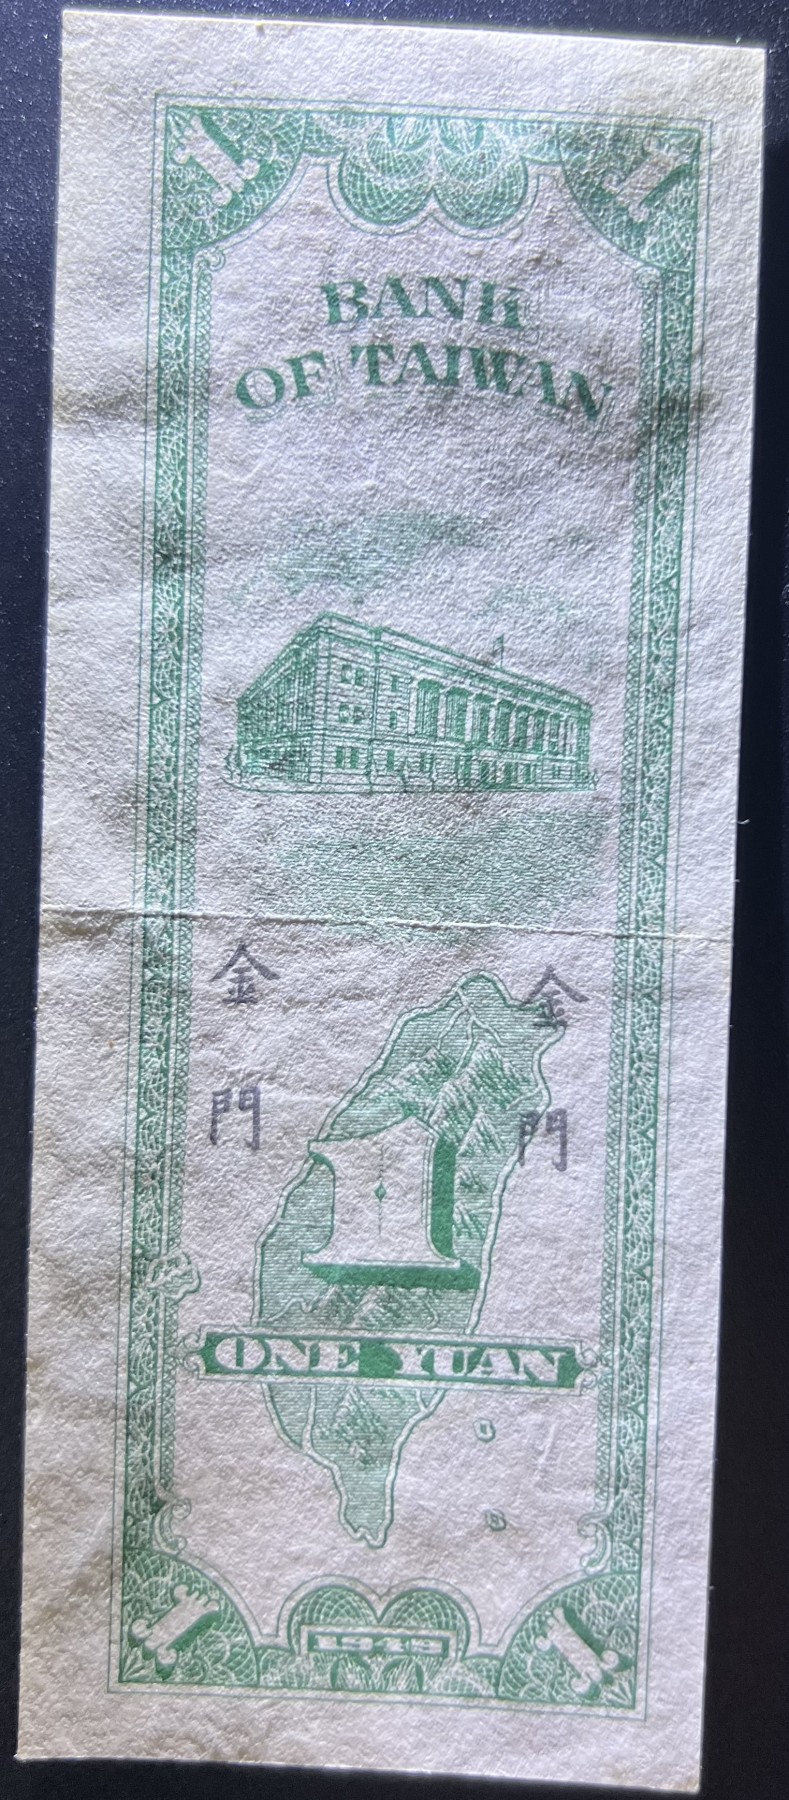 1 1
BANK
OF TAIWAN
金門 金門
1
ONE YUAN
1 1949 1